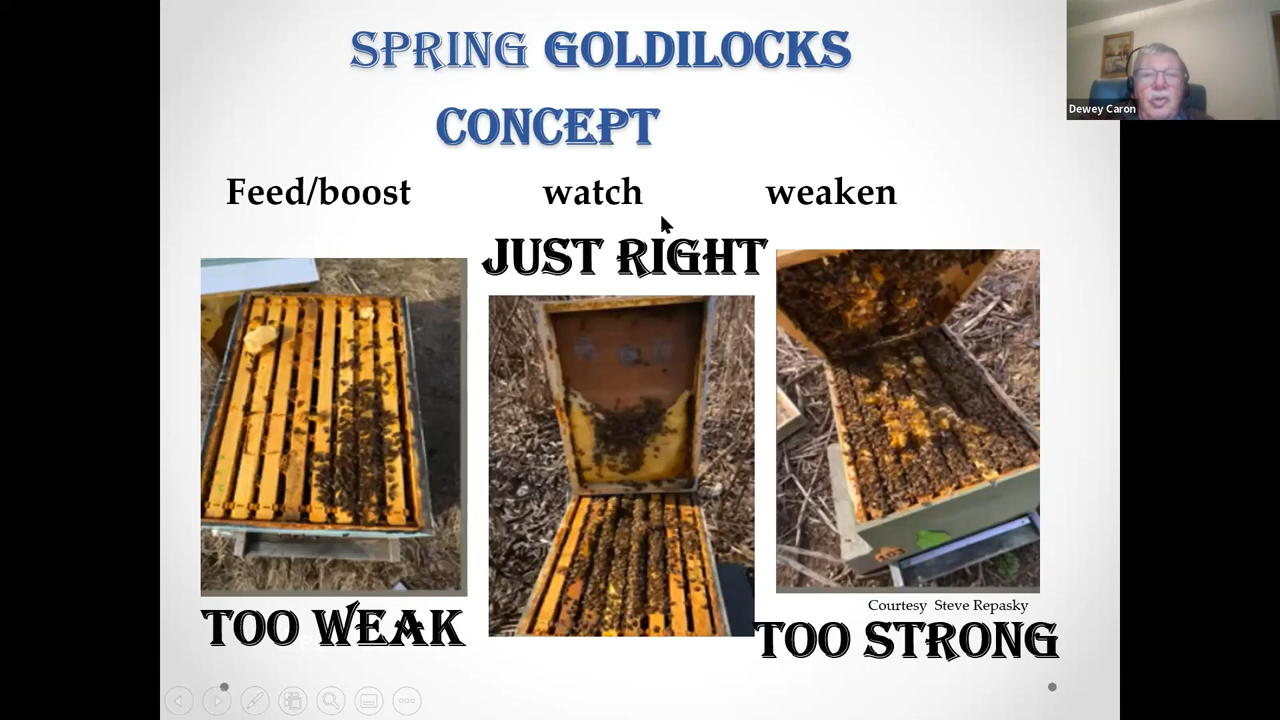 SPRING GOLDILOCKS
CONCEPT
Feed/boost watch weaken
JUST RIGHT
TOO WEAK
Courtesy Steve Repasky
TOO STRONG
Dewey Caron